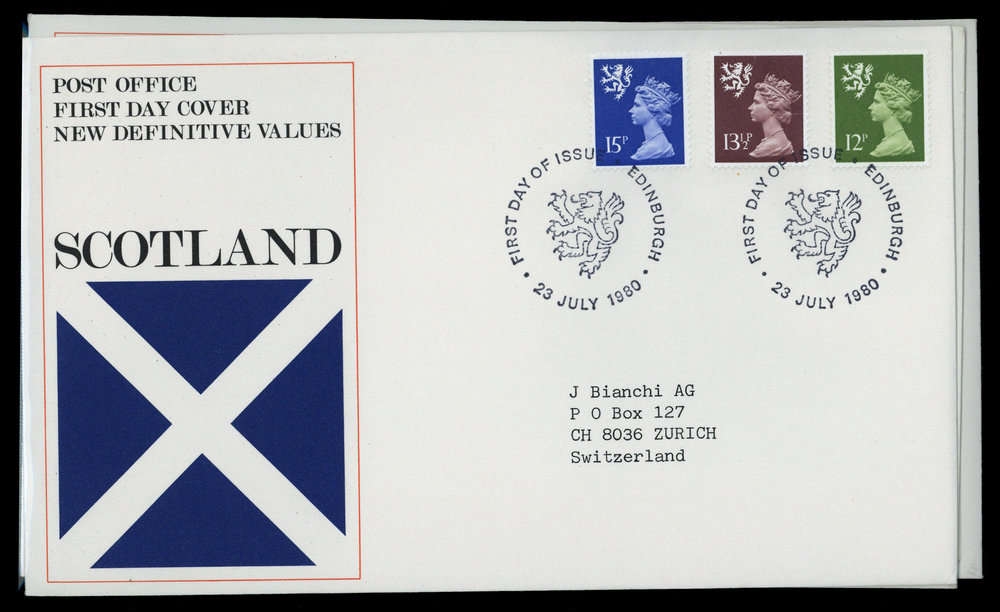 POST OFFICE
FIRST DAY COVER
NEW DEFINITIVE VALUES
SCOTLAND
15P
13½P
12P
FIRST DAY OF ISSUE • EDINBURGH •
23 JULY 1980
FIRST DAY OF ISSUE • EDINBURGH •
23 JULY 1980
J Bianchi AG
P O Box 127
CH 8036 ZURICH
Switzerland